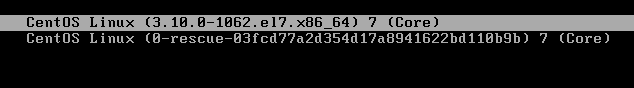 CentOS Linux (3.10.0-1062.el7.x86_64) 7 (Core)
CentOS Linux (0-rescue-03fcd77a2d354d17a8941622bd110b9b) 7 (Core)